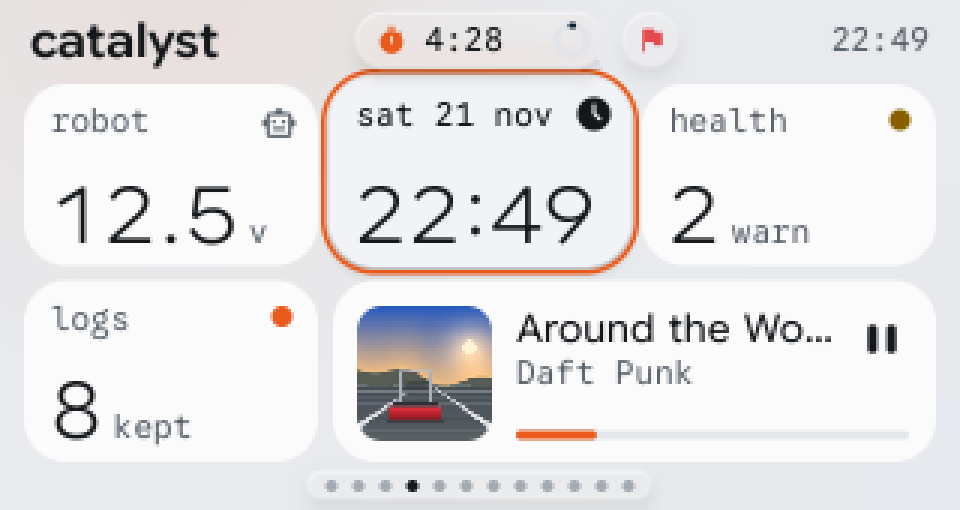 catalyst
4:28
22:49
robot
12.5 v
sat 21 nov
22:49
health
2 warn
logs
8 kept
Around the Wo...
Daft Punk